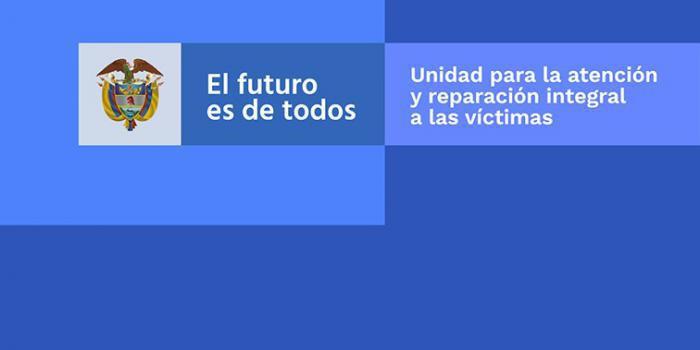 El futuro
es de todos
Unidad para la atención
y reparación integral
a las víctimas